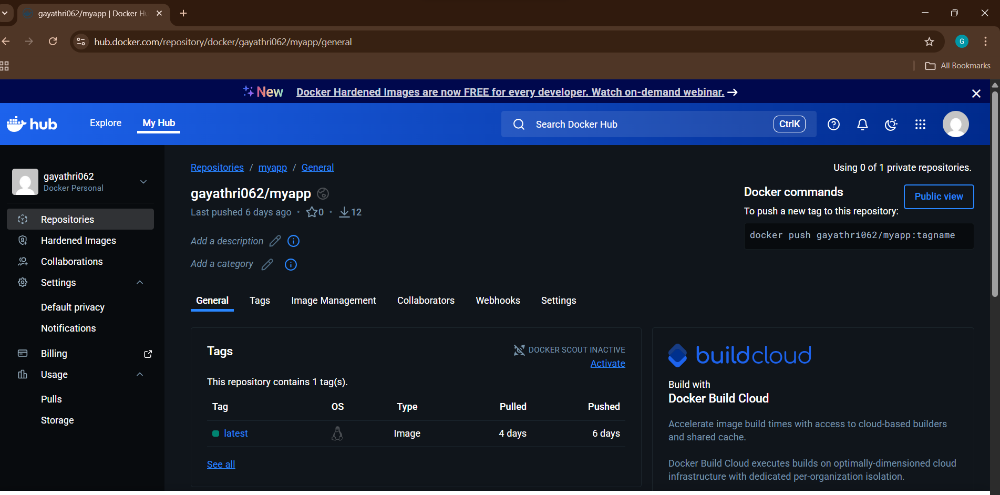 gayathri062/myapp | Docker Hu
hub.docker.com/repository/docker/gayathri062/myapp/general
G
All Bookmarks
New Docker Hardened Images are now FREE for every developer. Watch on-demand webinar. →
hub
Explore
My Hub
Search Docker Hub
CtrlK
gayathri062
Docker Personal
Repositories
Hardened Images
Collaborations
Settings
Default privacy
Notifications
Billing
Usage
Pulls
Storage
Repositories / myapp / General
Using 0 of 1 private repositories.
gayathri062/myapp
Last pushed 6 days ago · 0 · 12
Add a description
Add a category
Docker commands
Public view
To push a new tag to this repository:
docker push gayathri062/myapp:tagname
General
Tags
Image Management
Collaborators
Webhooks
Settings
Tags
DOCKER SCOUT INACTIVE
Activate
This repository contains 1 tag(s).
Tag OS Type Pulled Pushed
latest Image 4 days 6 days
See all
buildcloud
Build with
Docker Build Cloud
Accelerate image build times with access to cloud-based builders
and shared cache.
Docker Build Cloud executes builds on optimally-dimensioned cloud
infrastructure with dedicated per-organization isolation.